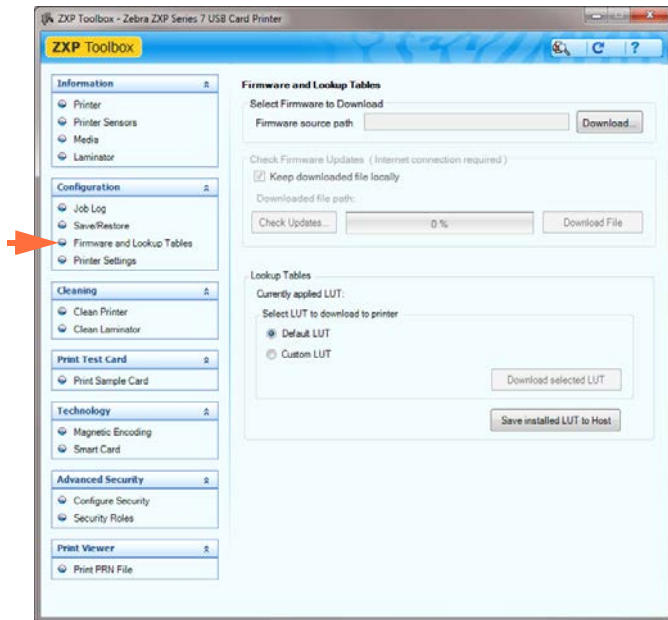 ZXP Toolbox - Zebra ZXP Series 7 USB Card Printer
ZXP Toolbox
?
Information
Printer
Printer Sensors
Media
Laminator
Configuration
Job Log
Save/Restore
Firmware and Lookup Tables
Printer Settings
Cleaning
Clean Printer
Clean Laminator
Print Test Card
Print Sample Card
Technology
Magnetic Encoding
Smart Card
Advanced Security
Configure Security
Security Roles
Print Viewer
Print PRN File
Firmware and Lookup Tables
Select Firmware to Download
Firmware source path
Download...
Check Firmware Updates ( Internet connection required )
Keep downloaded file locally
Downloaded file path:
Check Updates...
0 %
Download File
Lookup Tables
Currently applied LUT:
Select LUT to download to printer
Default LUT
Custom LUT
Download selected LUT
Save installed LUT to Host